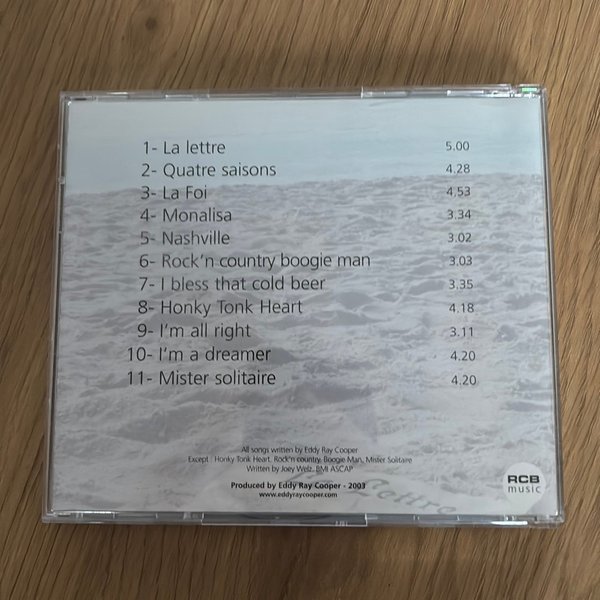 1- La lettre 5.00
2- Quatre saisons 4.28
3- La Foi 4,53
4- Monalisa 3.34
5- Nashville 3.02
6- Rock'n country boogie man 3.03
7- I bless that cold beer 3,35
8- Honky Tonk Heart 4.18
9- I'm all right 3.11
10- I'm a dreamer 4.20
11- Mister solitaire 4.20
All songs written by Eddy Ray Cooper
Except : Honky Tonk Heart, Rock'n country, Boogie Man, Mister Solitaire
Written by Joey Welz, BMI ASCAP
Produced by Eddy Ray Cooper - 2003
www.eddyraycooper.com
RCB
music
lettre